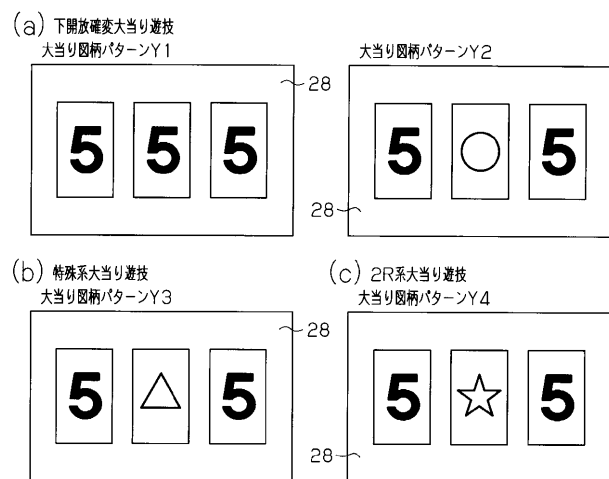 (a) 下開放確変大当り遊技
大当り図柄パターンY1
大当り図柄パターンY2
28
5 5 5
5 ○ 5
28
(b) 特殊系大当り遊技
大当り図柄パターンY3
(c) 2R系大当り遊技
大当り図柄パターンY4
28
5 △ 5
5 ☆ 5
28